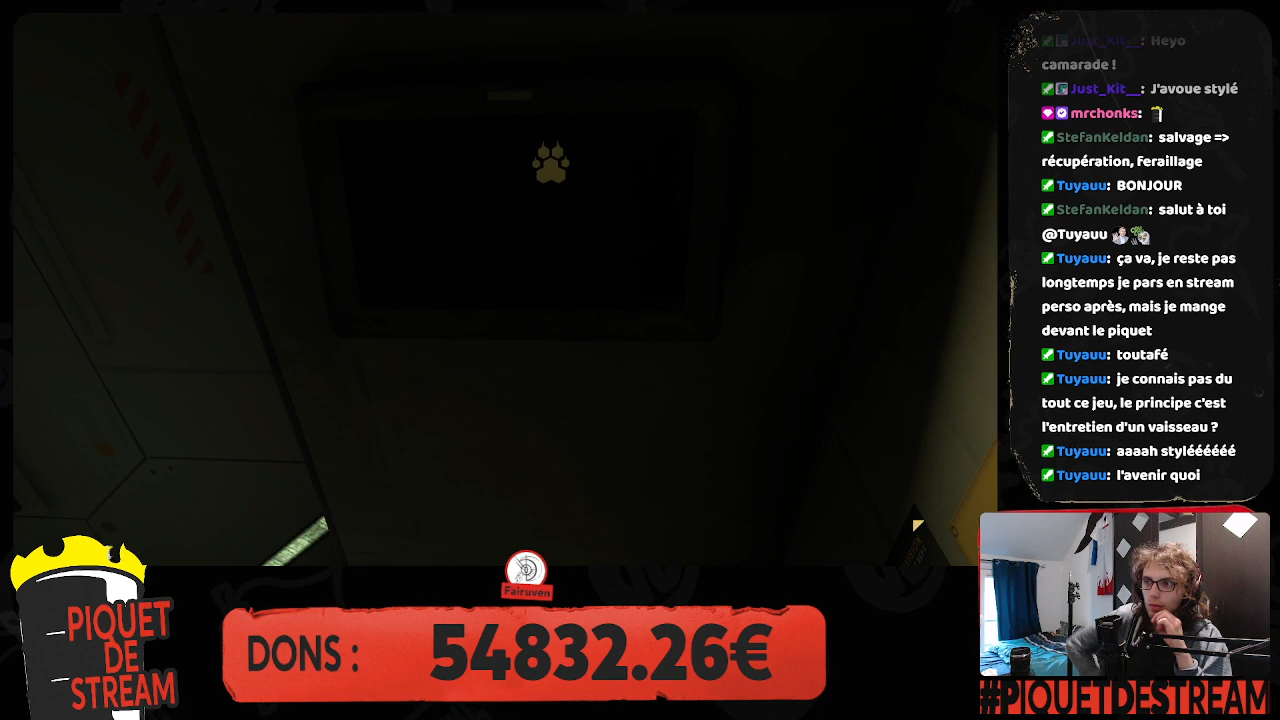 Just_Kit__: Heyo
camarade !
Just_Kit__: J'avoue stylé
mrchonks:
StefanKeldan: salvage =>
récupération, feraillage
Tuyauu: BONJOUR
StefanKeldan: salut à toi
@Tuyauu
Tuyauu: ça va, je reste pas
longtemps je pars en stream
perso après, mais je mange
devant le piquet
Tuyauu: toutafé
Tuyauu: je connais pas du
tout ce jeu, le principe c'est
l'entretien d'un vaisseau ?
Tuyauu: aaaah styléééééé
Tuyauu: l'avenir quoi
PIQUET
DE
STREAM
Fairuven
DONS : 54832.26€
#PIQUETDESTREAM